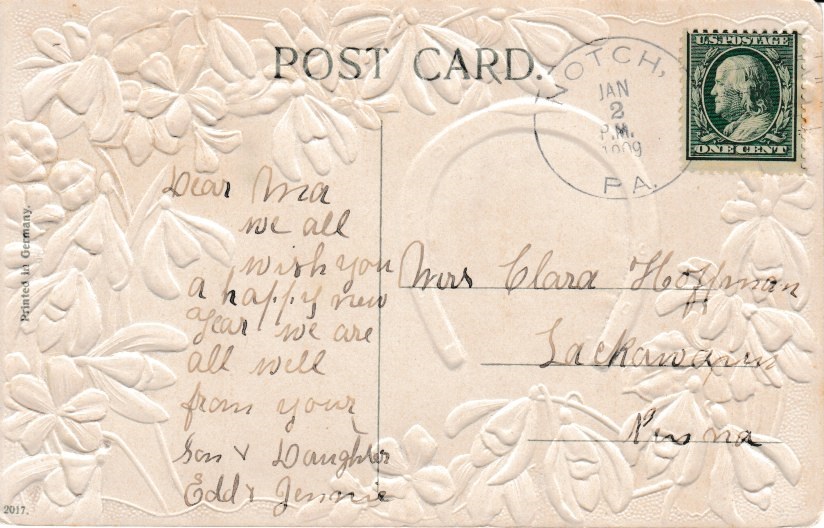 POST CARD.
NOTCH,
JAN
2
P.M.
1909
PA.
U.S. POSTAGE
ONE CENT
Dear Ma
we all
wish you
a happy new
year we are
all well
from your
Son & Daughter
Edd & Jennie
Mrs Clara Hoffman
Lackawaxen
Printed in Germany.
2017.